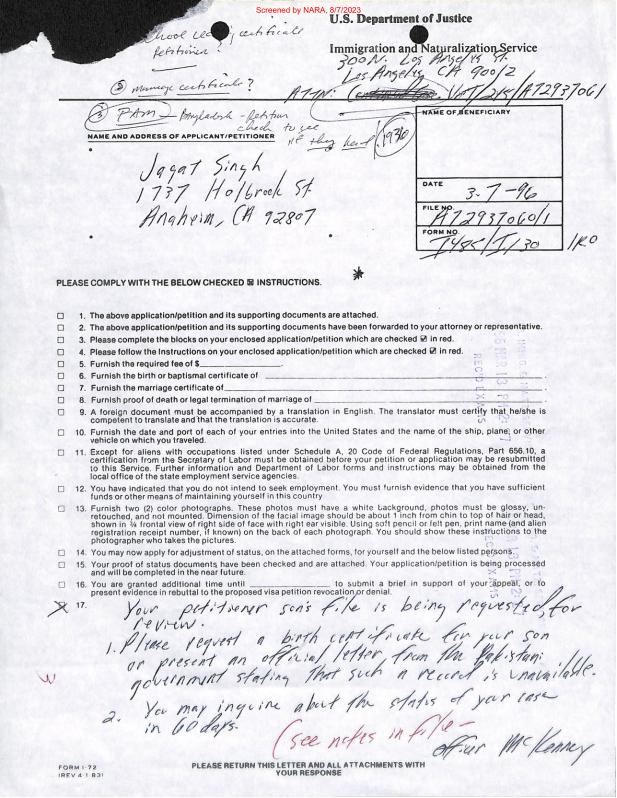 Screened by NARA, 8/7/2023
U.S. Department of Justice
Immigration and Naturalization Service
300 N. Los Angeles St.
Los Angeles, CA 90012
ATTN:
certificate
Petitioner?
② marriage certificate?
③ PAM - Bangladesh - Petition
check to see
if they have 1936
NAME AND ADDRESS OF APPLICANT/PETITIONER
Jagat Singh
1737 Holbrook St.
Anaheim, CA 92807
NAME OF BENEFICIARY
DATE
3-7-96
FILE NO.
FORM NO.
I485/I130
PLEASE COMPLY WITH THE BELOW CHECKED ☒ INSTRUCTIONS.
☐ 1. The above application/petition and its supporting documents are attached.
☐ 2. The above application/petition and its supporting documents have been forwarded to your attorney or representative.
☐ 3. Please complete the blocks on your enclosed application/petition which are checked ☑ in red.
☐ 4. Please follow the Instructions on your enclosed application/petition which are checked ☑ in red.
☐ 5. Furnish the required fee of $
☐ 6. Furnish the birth or baptismal certificate of
☐ 7. Furnish the marriage certificate of
☐ 8. Furnish proof of death or legal termination of marriage of
☐ 9. A foreign document must be accompanied by a translation in English. The translator must certify that he/she is
competent to translate and that the translation is accurate.
☐ 10. Furnish the date and port of each of your entries into the United States and the name of the ship, plane, or other
vehicle on which you traveled.
☐ 11. Except for aliens with occupations listed under Schedule A, 20 Code of Federal Regulations, Part 656.10, a
certification from the Secretary of Labor must be obtained before your petition or application may be resubmitted
to this Service. Further information and Department of Labor forms and instructions may be obtained from the
local office of the state employment service agencies.
☐ 12. You have indicated that you do not intend to seek employment. You must furnish evidence that you have sufficient
funds or other means of maintaining yourself in this country
☐ 13. Furnish two (2) color photographs. These photos must have a white background, photos must be glossy, un-
retouched, and not mounted. Dimension of the facial image should be about 1 inch from chin to top of hair or head,
shown in ¾ frontal view of right side of face with right ear visible. Using soft pencil or felt pen, print name (and alien
registration receipt number, if known) on the back of each photograph. You should show these instructions to the
photographer who takes the pictures.
☐ 14. You may now apply for adjustment of status, on the attached forms, for yourself and the below listed persons.
☐ 15. Your proof of status documents have been checked and are attached. Your application/petition is being processed
and will be completed in the near future.
☐ 16. You are granted additional time until to submit a brief in support of your appeal, or to
present evidence in rebuttal to the proposed visa petition revocation or denial.
17. Your petitioner son's file is being requested, for
review.
1. Please request a birth certificate for your son
or present an official letter from the Pakistani
government stating that such a record is unavailable.
2. You may inquire about the status of your case
in 60 days.
(see notes in file -
officer McKenney
FORM I-72
(REV 4-1-83)
PLEASE RETURN THIS LETTER AND ALL ATTACHMENTS WITH
YOUR RESPONSE